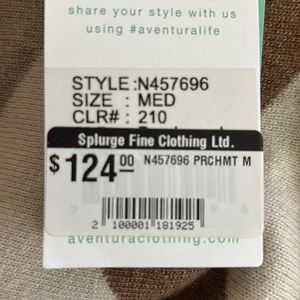 share your style with us
using #aventuralife
STYLE:N457696
SIZE : MED
CLR# : 210
Splurge Fine Clothing Ltd.
$124.00 N457696 PRCHMT M
2 100001 181925
aventuraclothing.com